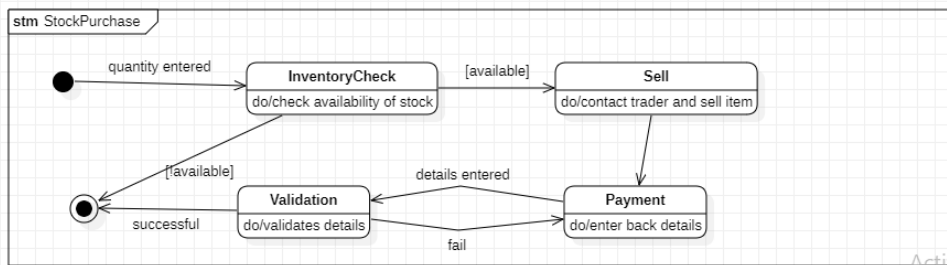 stm StockPurchase
quantity entered
InventoryCheck
do/check availability of stock
[available]
Sell
do/contact trader and sell item
[!available]
details entered
Validation
do/validates details
successful
fail
Payment
do/enter back details